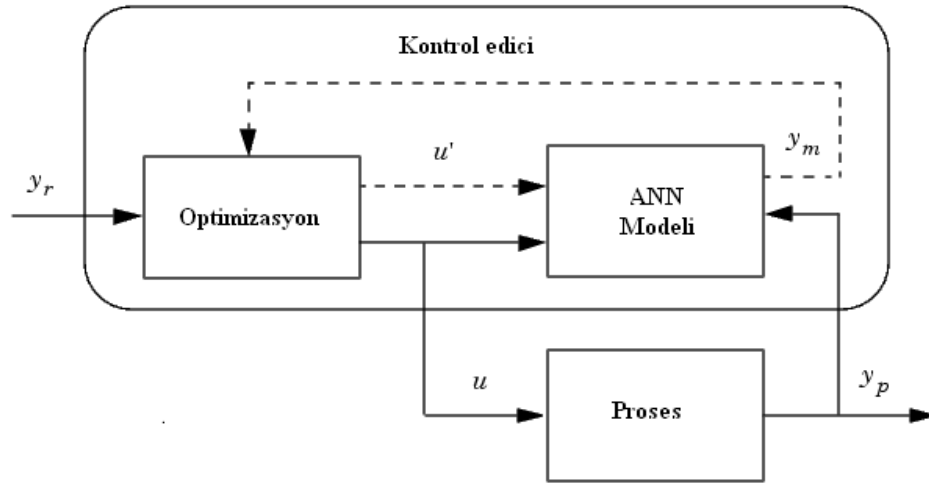 Kontrol edici
u'
y_m
y_r
Optimizasyon
ANN
Modeli
u
y_p
Proses